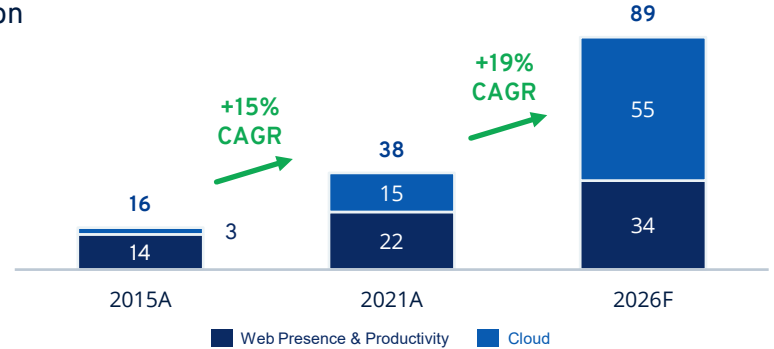 89
+19%
CAGR
55
+15%
CAGR
38
15
16
34
22
3
14
2015A
2021A
2026F
Web Presence & Productivity
Cloud